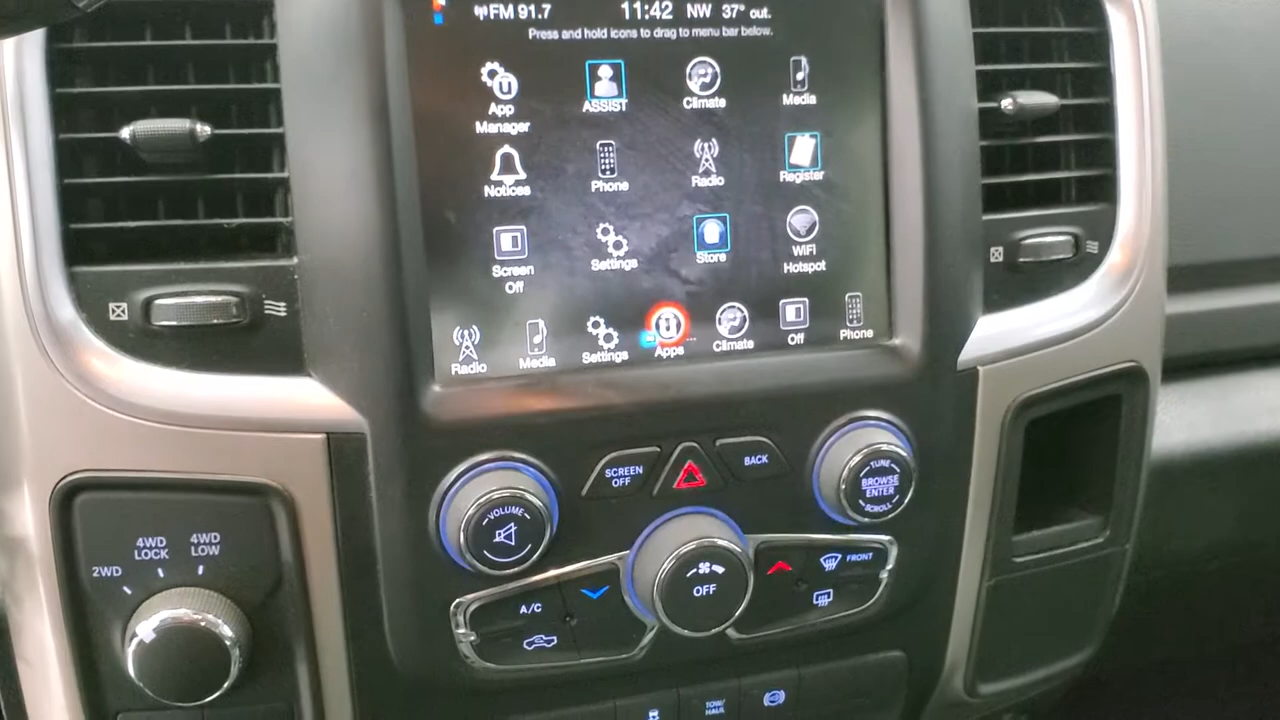 FM 91.7 11:42 NW 37° out.
Press and hold icons to drag to menu bar below.
App Manager
ASSIST
Climate
Media
Notices
Phone
Radio
Register
Screen Off
Settings
Store
WiFi Hotspot
Radio
Media
Settings
Apps
Climate
Off
Phone
SCREEN OFF
BACK
VOLUME
TUNE
BROWSE
ENTER
SCROLL
2WD
4WD LOCK
4WD LOW
OFF
A/C
FRONT
TOW/
HAUL